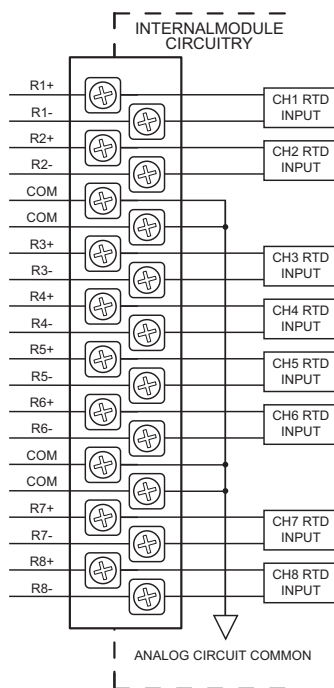 INTERNALMODULE
CIRCUITRY
R1+
CH1 RTD
INPUT
R1-
R2+
CH2 RTD
INPUT
R2-
COM
COM
R3+
CH3 RTD
INPUT
R3-
R4+
CH4 RTD
INPUT
R4-
R5+
CH5 RTD
INPUT
R5-
R6+
CH6 RTD
INPUT
R6-
COM
COM
R7+
CH7 RTD
INPUT
R7-
R8+
CH8 RTD
INPUT
R8-
ANALOG CIRCUIT COMMON